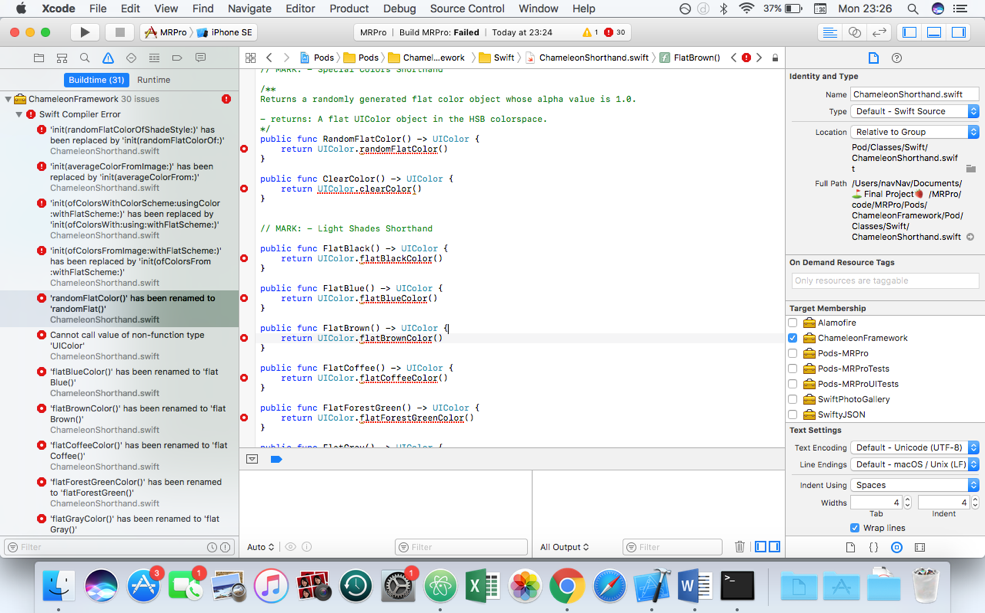 Xcode File Edit View Find Navigate Editor Product Debug Source Control Window Help 37% Mon 23:26
MRPro iPhone SE MRPro | Build MRPro: Failed | Today at 23:24 1 30
Pods Pods Chamel...ework Swift ChameleonShorthand.swift FlatBrown()
Buildtime (31) Runtime
ChameleonFramework 30 issues
Swift Compiler Error
'init(randomFlatColorOfShadeStyle:)' has
been replaced by 'init(randomFlatColorOf:)'
ChameleonShorthand.swift
'init(averageColorFromImage:)' has been
replaced by 'init(averageColorFrom:)'
ChameleonShorthand.swift
'init(ofColorsWithColorScheme:usingColor
:withFlatScheme:)' has been replaced by
'init(ofColorsWith:using:withFlatScheme:)'
ChameleonShorthand.swift
'init(ofColorsFromImage:withFlatScheme:)'
has been replaced by 'init(ofColorsFrom
:withFlatScheme:)'
ChameleonShorthand.swift
'randomFlatColor()' has been renamed to
'randomFlat()'
ChameleonShorthand.swift
Cannot call value of non-function type
'UIColor'
ChameleonShorthand.swift
'flatBlueColor()' has been renamed to 'flat
Blue()'
ChameleonShorthand.swift
'flatBrownColor()' has been renamed to 'flat
Brown()'
ChameleonShorthand.swift
'flatCoffeeColor()' has been renamed to 'flat
Coffee()'
ChameleonShorthand.swift
'flatForestGreenColor()' has been renamed
to 'flatForestGreen()'
ChameleonShorthand.swift
'flatGrayColor()' has been renamed to 'flat
Gray()'
Filter
// MARK: - Special Colors Shorthand
/**
Returns a randomly generated flat color object whose alpha value is 1.0.
- returns: A flat UIColor object in the HSB colorspace.
*/
public func RandomFlatColor() -> UIColor {
return UIColor.randomFlatColor()
}
public func ClearColor() -> UIColor {
return UIColor.clearColor()
}
// MARK: - Light Shades Shorthand
public func FlatBlack() -> UIColor {
return UIColor.flatBlackColor()
}
public func FlatBlue() -> UIColor {
return UIColor.flatBlueColor()
}
public func FlatBrown() -> UIColor {
return UIColor.flatBrownColor()
}
public func FlatCoffee() -> UIColor {
return UIColor.flatCoffeeColor()
}
public func FlatForestGreen() -> UIColor {
return UIColor.flatForestGreenColor()
}
public func FlatGray() -> UIColor {
Auto Filter All Output Filter
Identity and Type
Name ChameleonShorthand.swift
Type Default - Swift Source
Location Relative to Group
Pod/Classes/Swift/
ChameleonShorthand.swif
t
Full Path /Users/navNav/Documents/
Final Project /MRPro/
code/MRPro/Pods/
ChameleonFramework/Pod/
Classes/Swift/
ChameleonShorthand.swift
On Demand Resource Tags
Only resources are taggable
Target Membership
Alamofire
ChameleonFramework
Pods-MRPro
Pods-MRProTests
Pods-MRProUITests
SwiftPhotoGallery
SwiftyJSON
Text Settings
Text Encoding Default - Unicode (UTF-8)
Line Endings Default - macOS / Unix (LF)
Indent Using Spaces
Widths 4 4
Tab Indent
Wrap lines
3 1 1